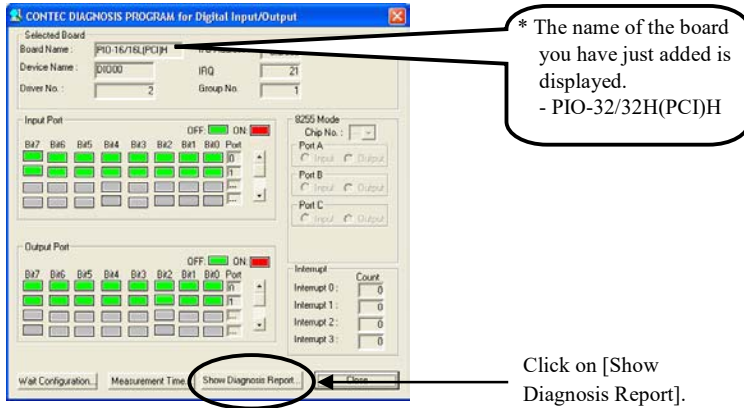 CONTEC DIAGNOSIS PROGRAM for Digital Input/Output
Selected Board
Board Name : PIO-16/16L(PCI)H
Device Name : DIO00 IRQ 21
Driver No. : 2 Group No. 1
* The name of the board
you have just added is
displayed.
- PIO-32/32H(PCI)H
Input Port
OFF: ON:
Bit7 Bit6 Bit5 Bit4 Bit3 Bit2 Bit1 Bit0 Port
0
1
---
---
8255 Mode
Chip No. :
Port A
Input Output
Port B
Input Output
Port C
Input Output
Output Port
OFF: ON:
Bit7 Bit6 Bit5 Bit4 Bit3 Bit2 Bit1 Bit0 Port
0
1
---
---
Interrupt
Count
Interrupt 0 : 0
Interrupt 1 : 0
Interrupt 2 : 0
Interrupt 3 : 0
Wait Configuration... Measurement Time... Show Diagnosis Report... Close
Click on [Show
Diagnosis Report].